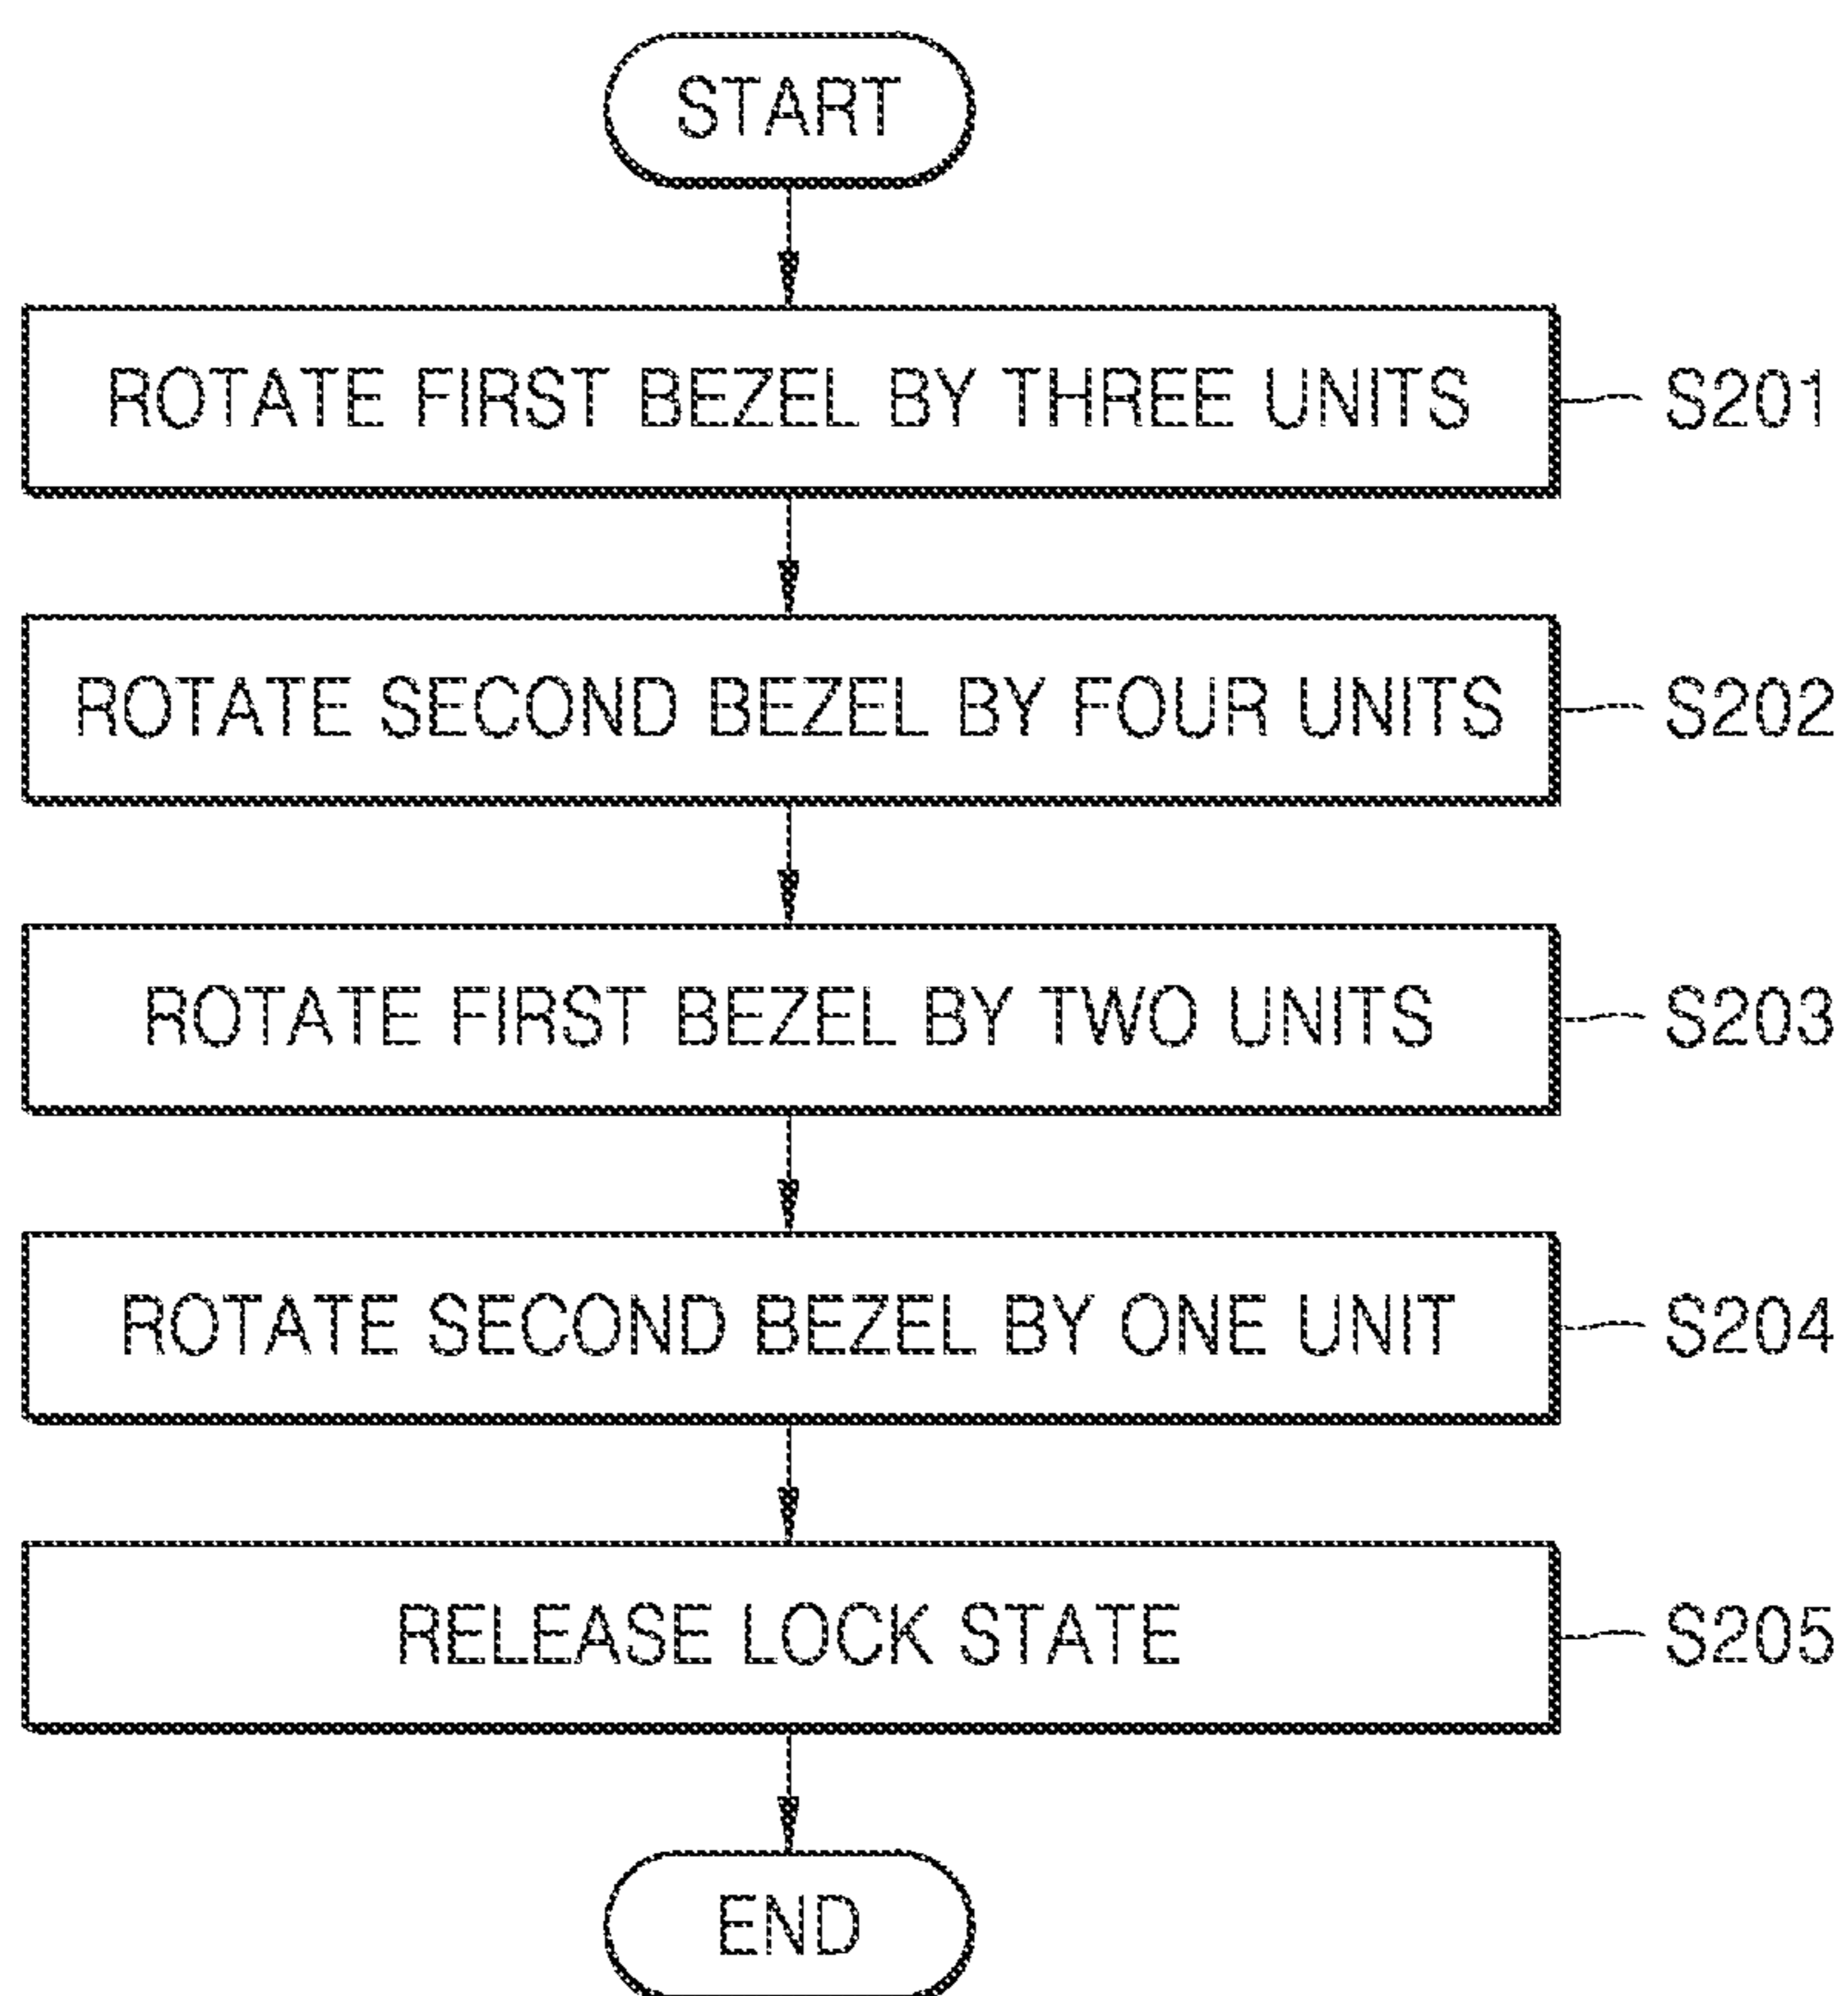 START
ROTATE FIRST BEZEL BY THREE UNITS S201
ROTATE SECOND BEZEL BY FOUR UNITS S202
ROTATE FIRST BEZEL BY TWO UNITS S203
ROTATE SECOND BEZEL BY ONE UNIT S204
RELEASE LOCK STATE S205
END